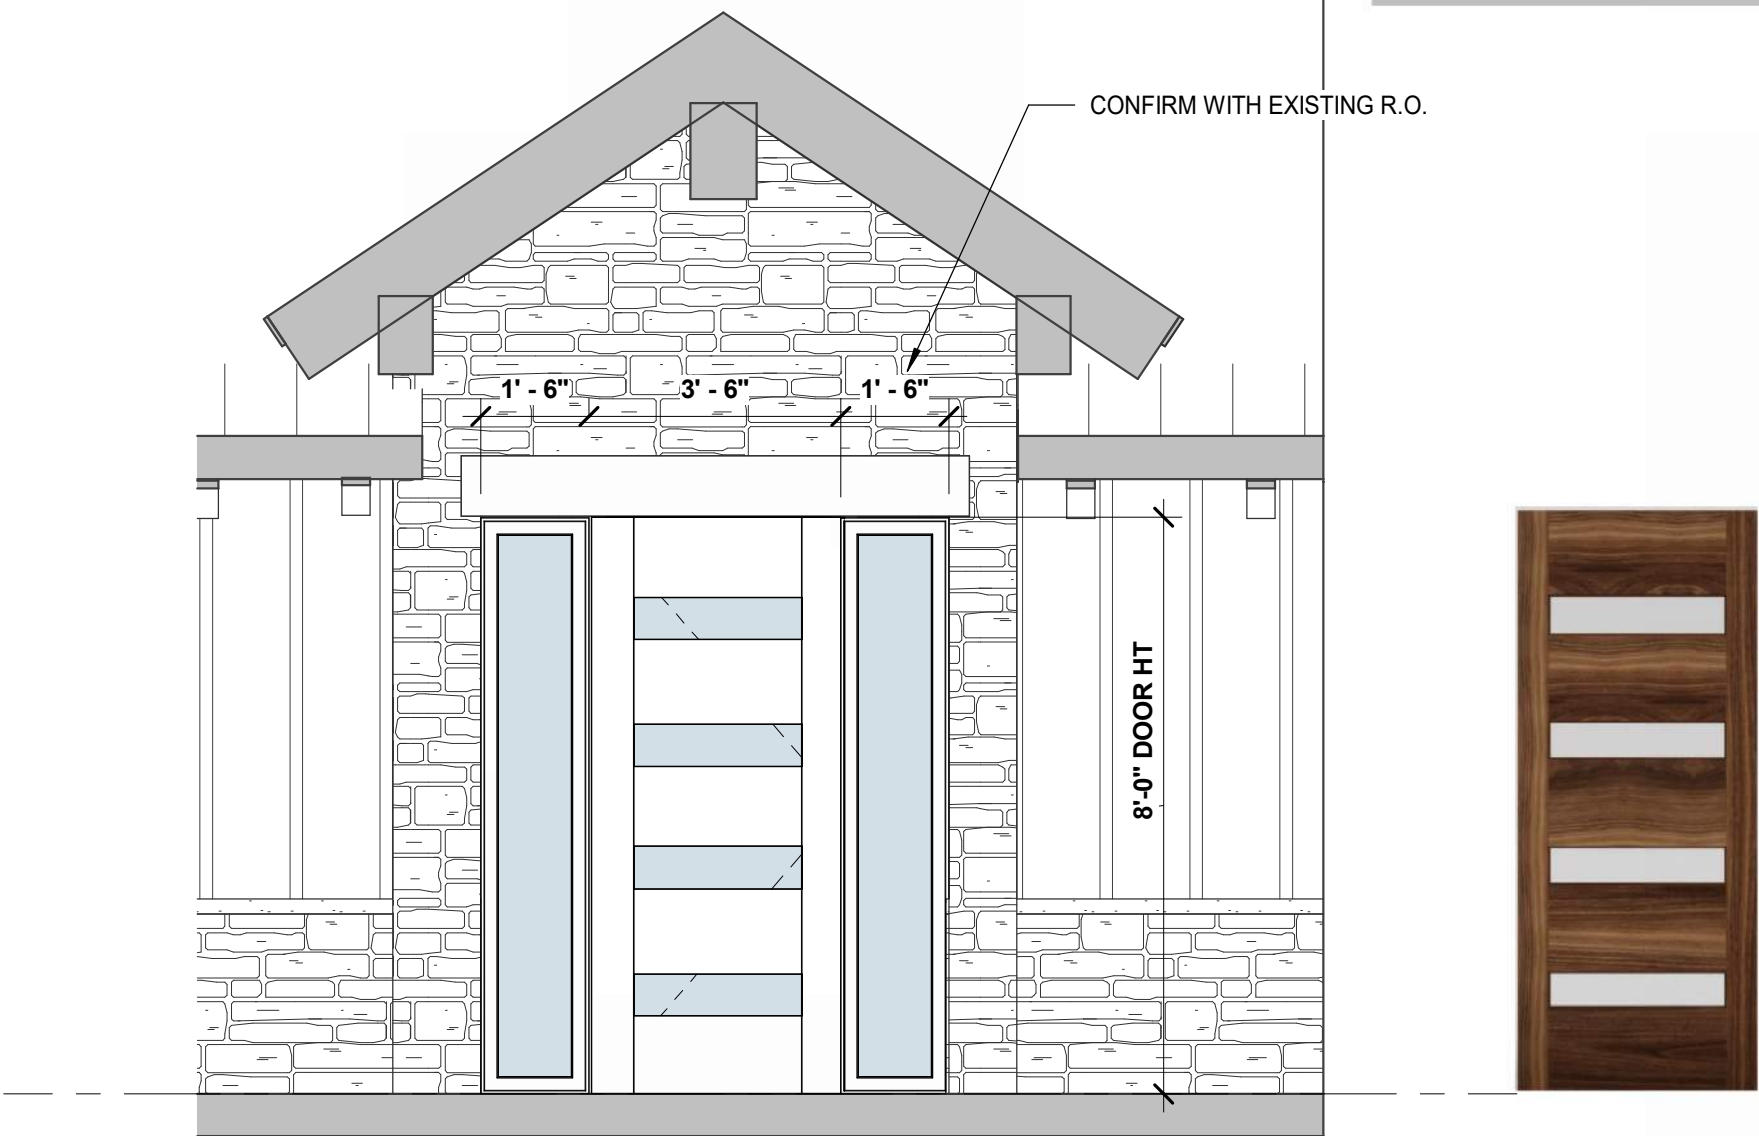 CONFIRM WITH EXISTING R.O.
1' - 6" 3' - 6" 1' - 6"
8'-0" DOOR HT